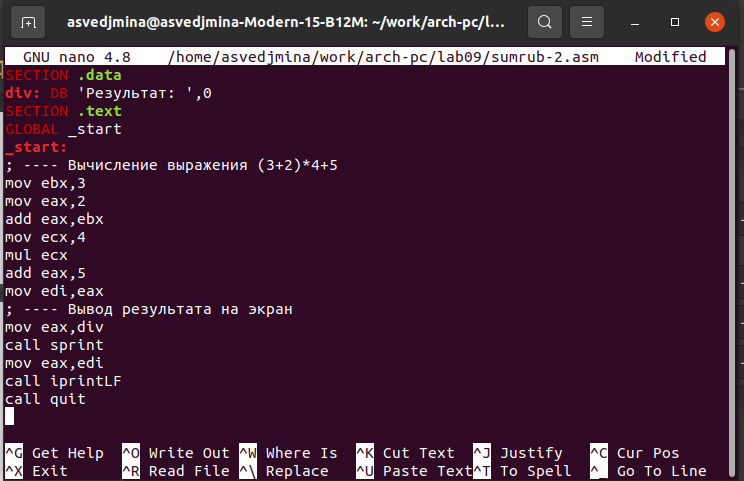 asvedjmina@asvedjmina-Modern-15-B12M: ~/work/arch-pc/l...
GNU nano 4.8 /home/asvedjmina/work/arch-pc/lab09/sumrub-2.asm Modified
SECTION .data
div: DB 'Результат: ',0
SECTION .text
GLOBAL _start
_start:
; ---- Вычисление выражения (3+2)*4+5
mov ebx,3
mov eax,2
add eax,ebx
mov ecx,4
mul ecx
add eax,5
mov edi,eax
; ---- Вывод результата на экран
mov eax,div
call sprint
mov eax,edi
call iprintLF
call quit
^G Get Help ^O Write Out ^W Where Is ^K Cut Text ^J Justify ^C Cur Pos
^X Exit ^R Read File ^\ Replace ^U Paste Text ^T To Spell ^_ Go To Line